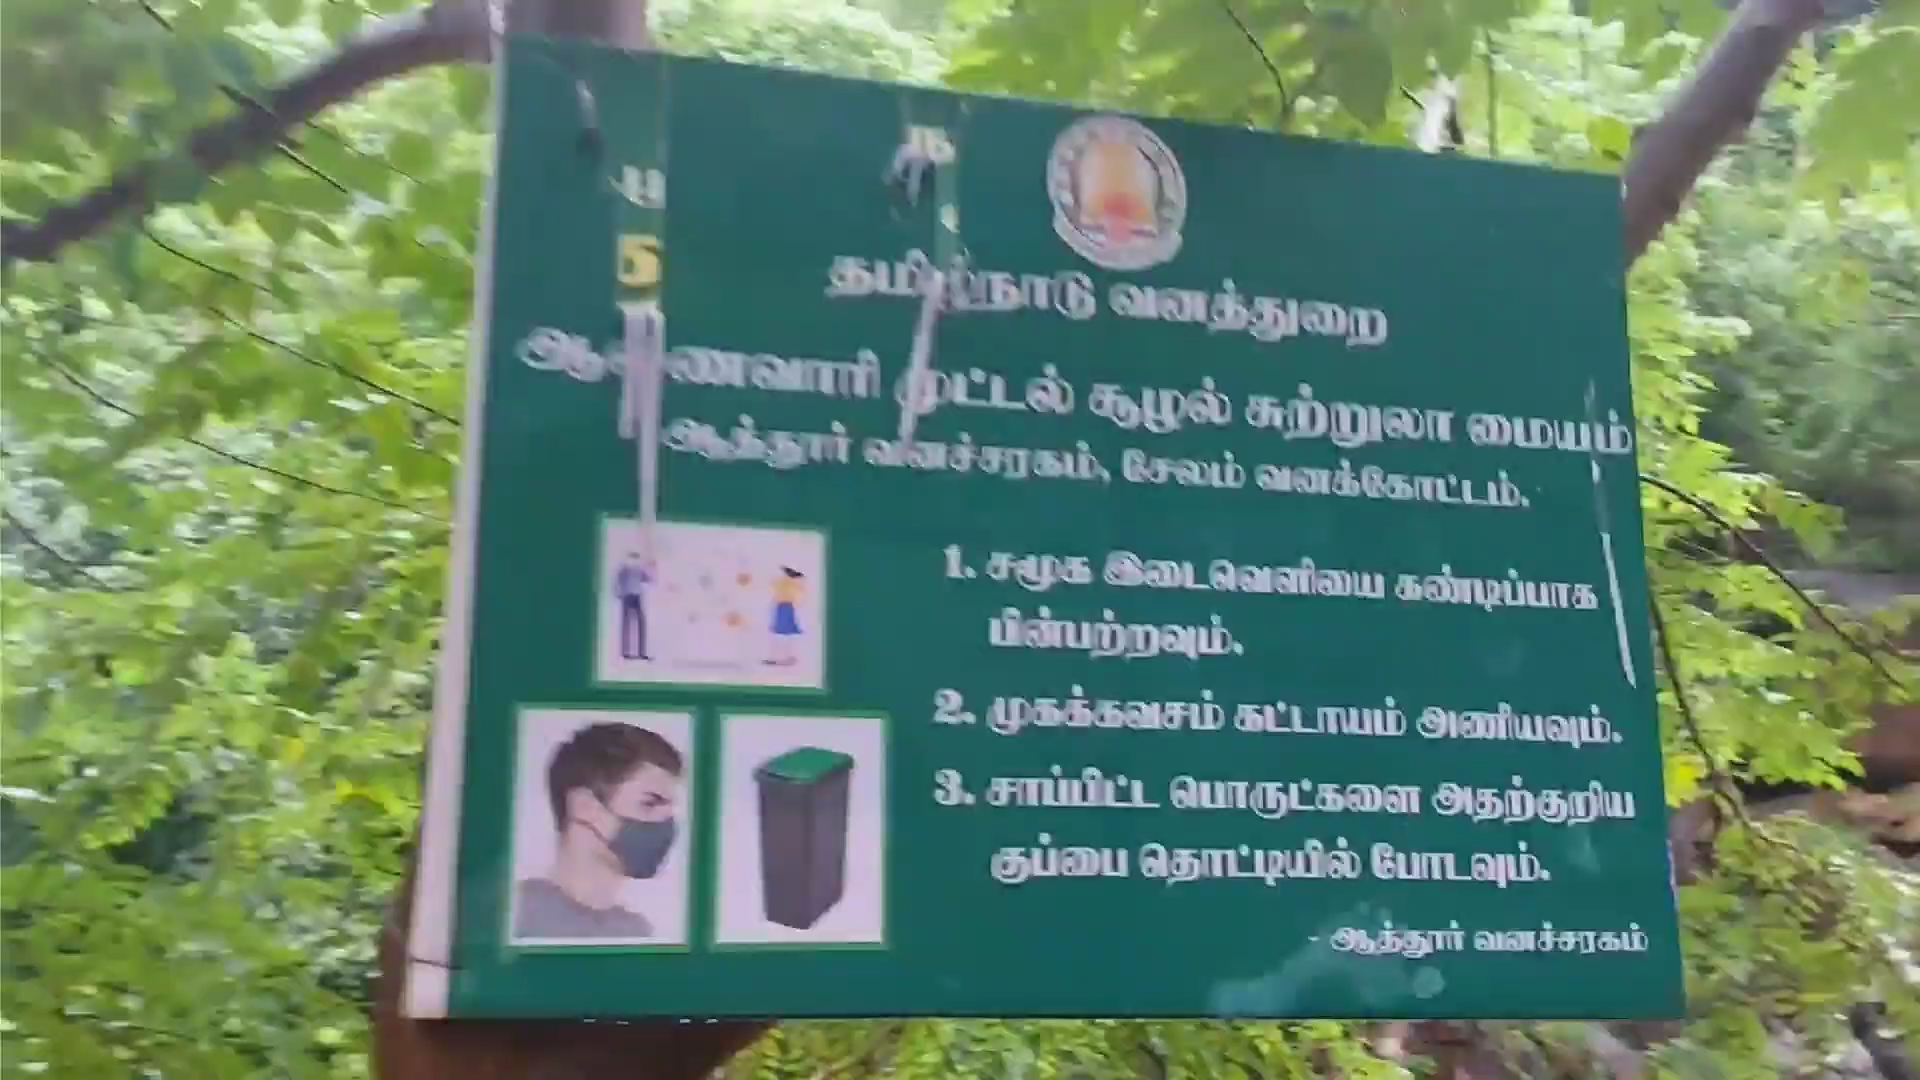 தமிழ்நாடு வனத்துறை
ஆணைவாரி முட்டல் சூழல் சுற்றுலா மையம்
ஆத்தூர் வனச்சரகம், சேலம் வனக்கோட்டம்.
1. சமூக இடைவெளியை கண்டிப்பாக
பின்பற்றவும்.
2. முகக்கவசம் கட்டாயம் அணியவும்.
3. சாப்பிட்ட பொருட்களை அதற்குறிய
குப்பை தொட்டியில் போடவும்.
- ஆத்தூர் வனச்சரகம்